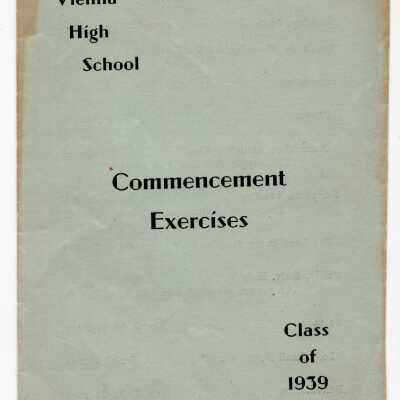 Vienna
High
School
Commencement
Exercises
Class
of
1939